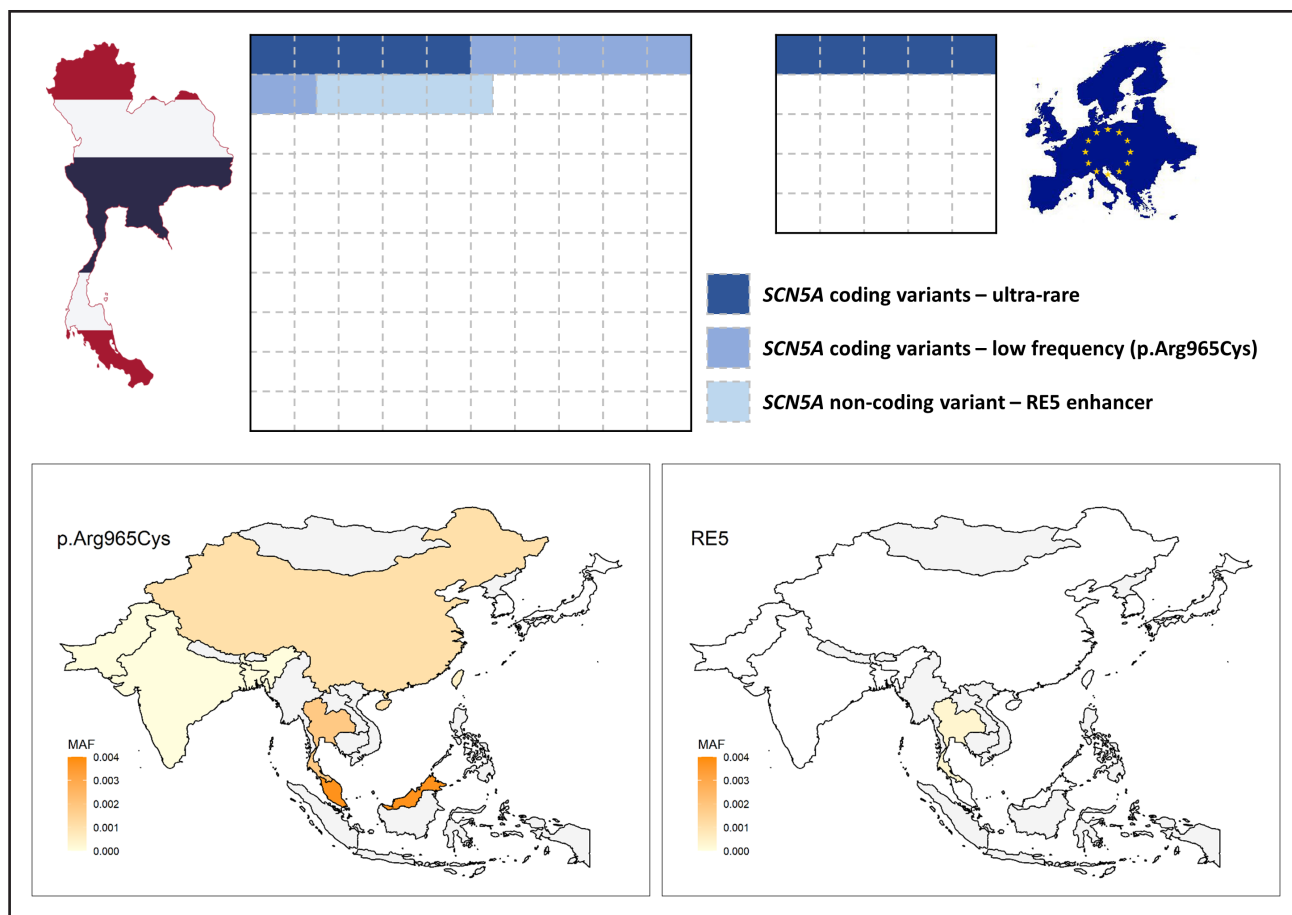 SCN5A coding variants – ultra-rare
SCN5A coding variants – low frequency (p.Arg965Cys)
SCN5A non-coding variant – RE5 enhancer
p.Arg965Cys
MAF
0.004
0.003
0.002
0.001
0.000
RE5
MAF
0.004
0.003
0.002
0.001
0.000